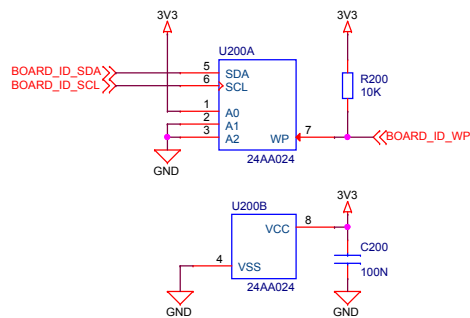 3V3
U200A
3V3
BOARD_ID_SDA
5
SDA
BOARD_ID_SCL
6
SCL
R200
10K
1
A0
2
A1
3
A2
WP
7
BOARD_ID_WP
24AA024
GND
3V3
U200B
VCC
8
4
VSS
C200
100N
24AA024
GND
GND